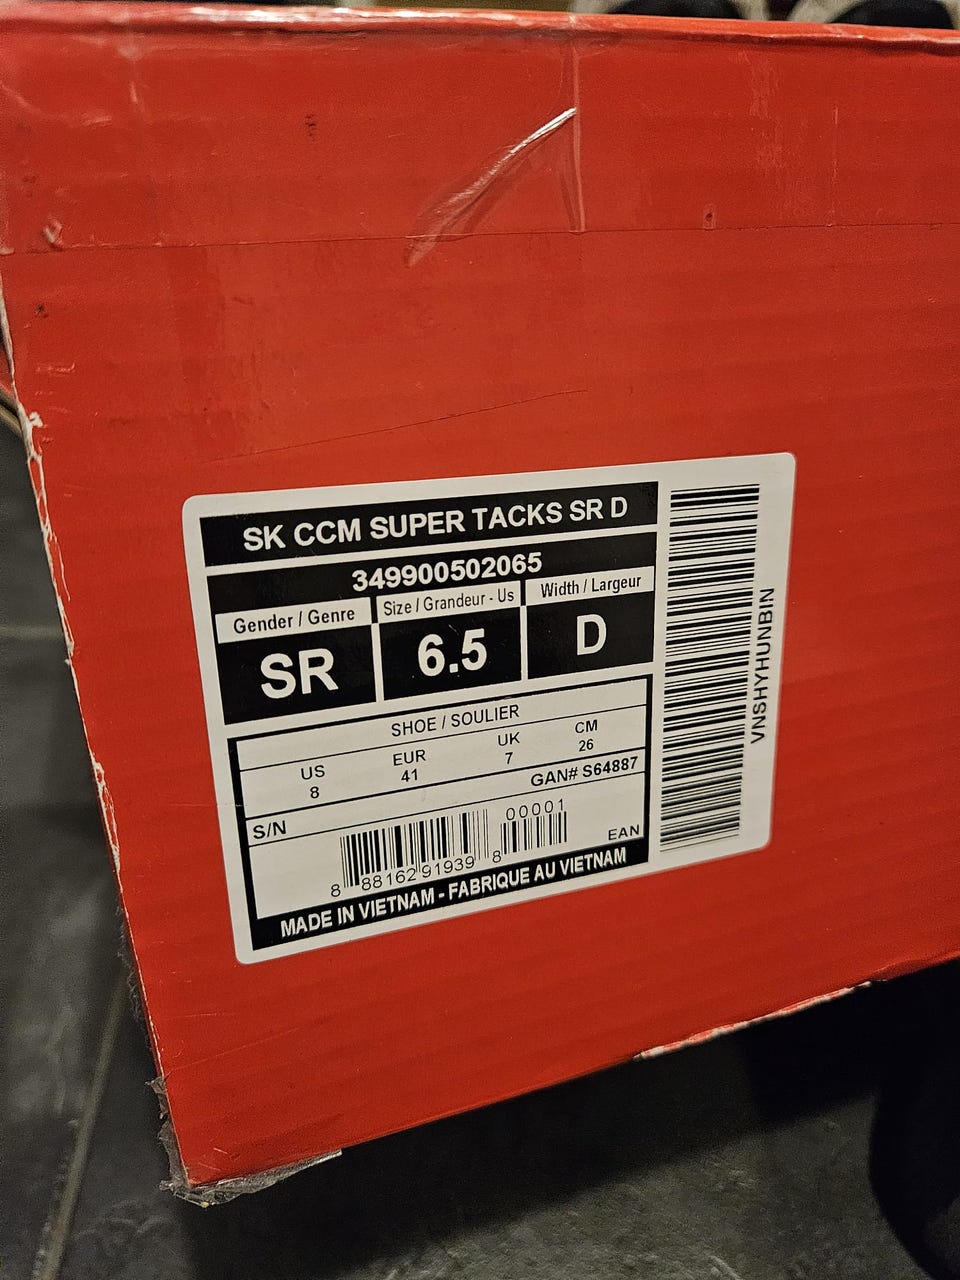 SK CCM SUPER TACKS SR D
349900502065
Gender / Genre Size / Grandeur - Us Width / Largeur
SR 6.5 D
SHOE / SOULIER
US EUR UK CM
8 41 7 26
GAN# S64887
S/N
00001
8 88162 91939 8
EAN
MADE IN VIETNAM - FABRIQUE AU VIETNAM
VNSHYHUNBIN